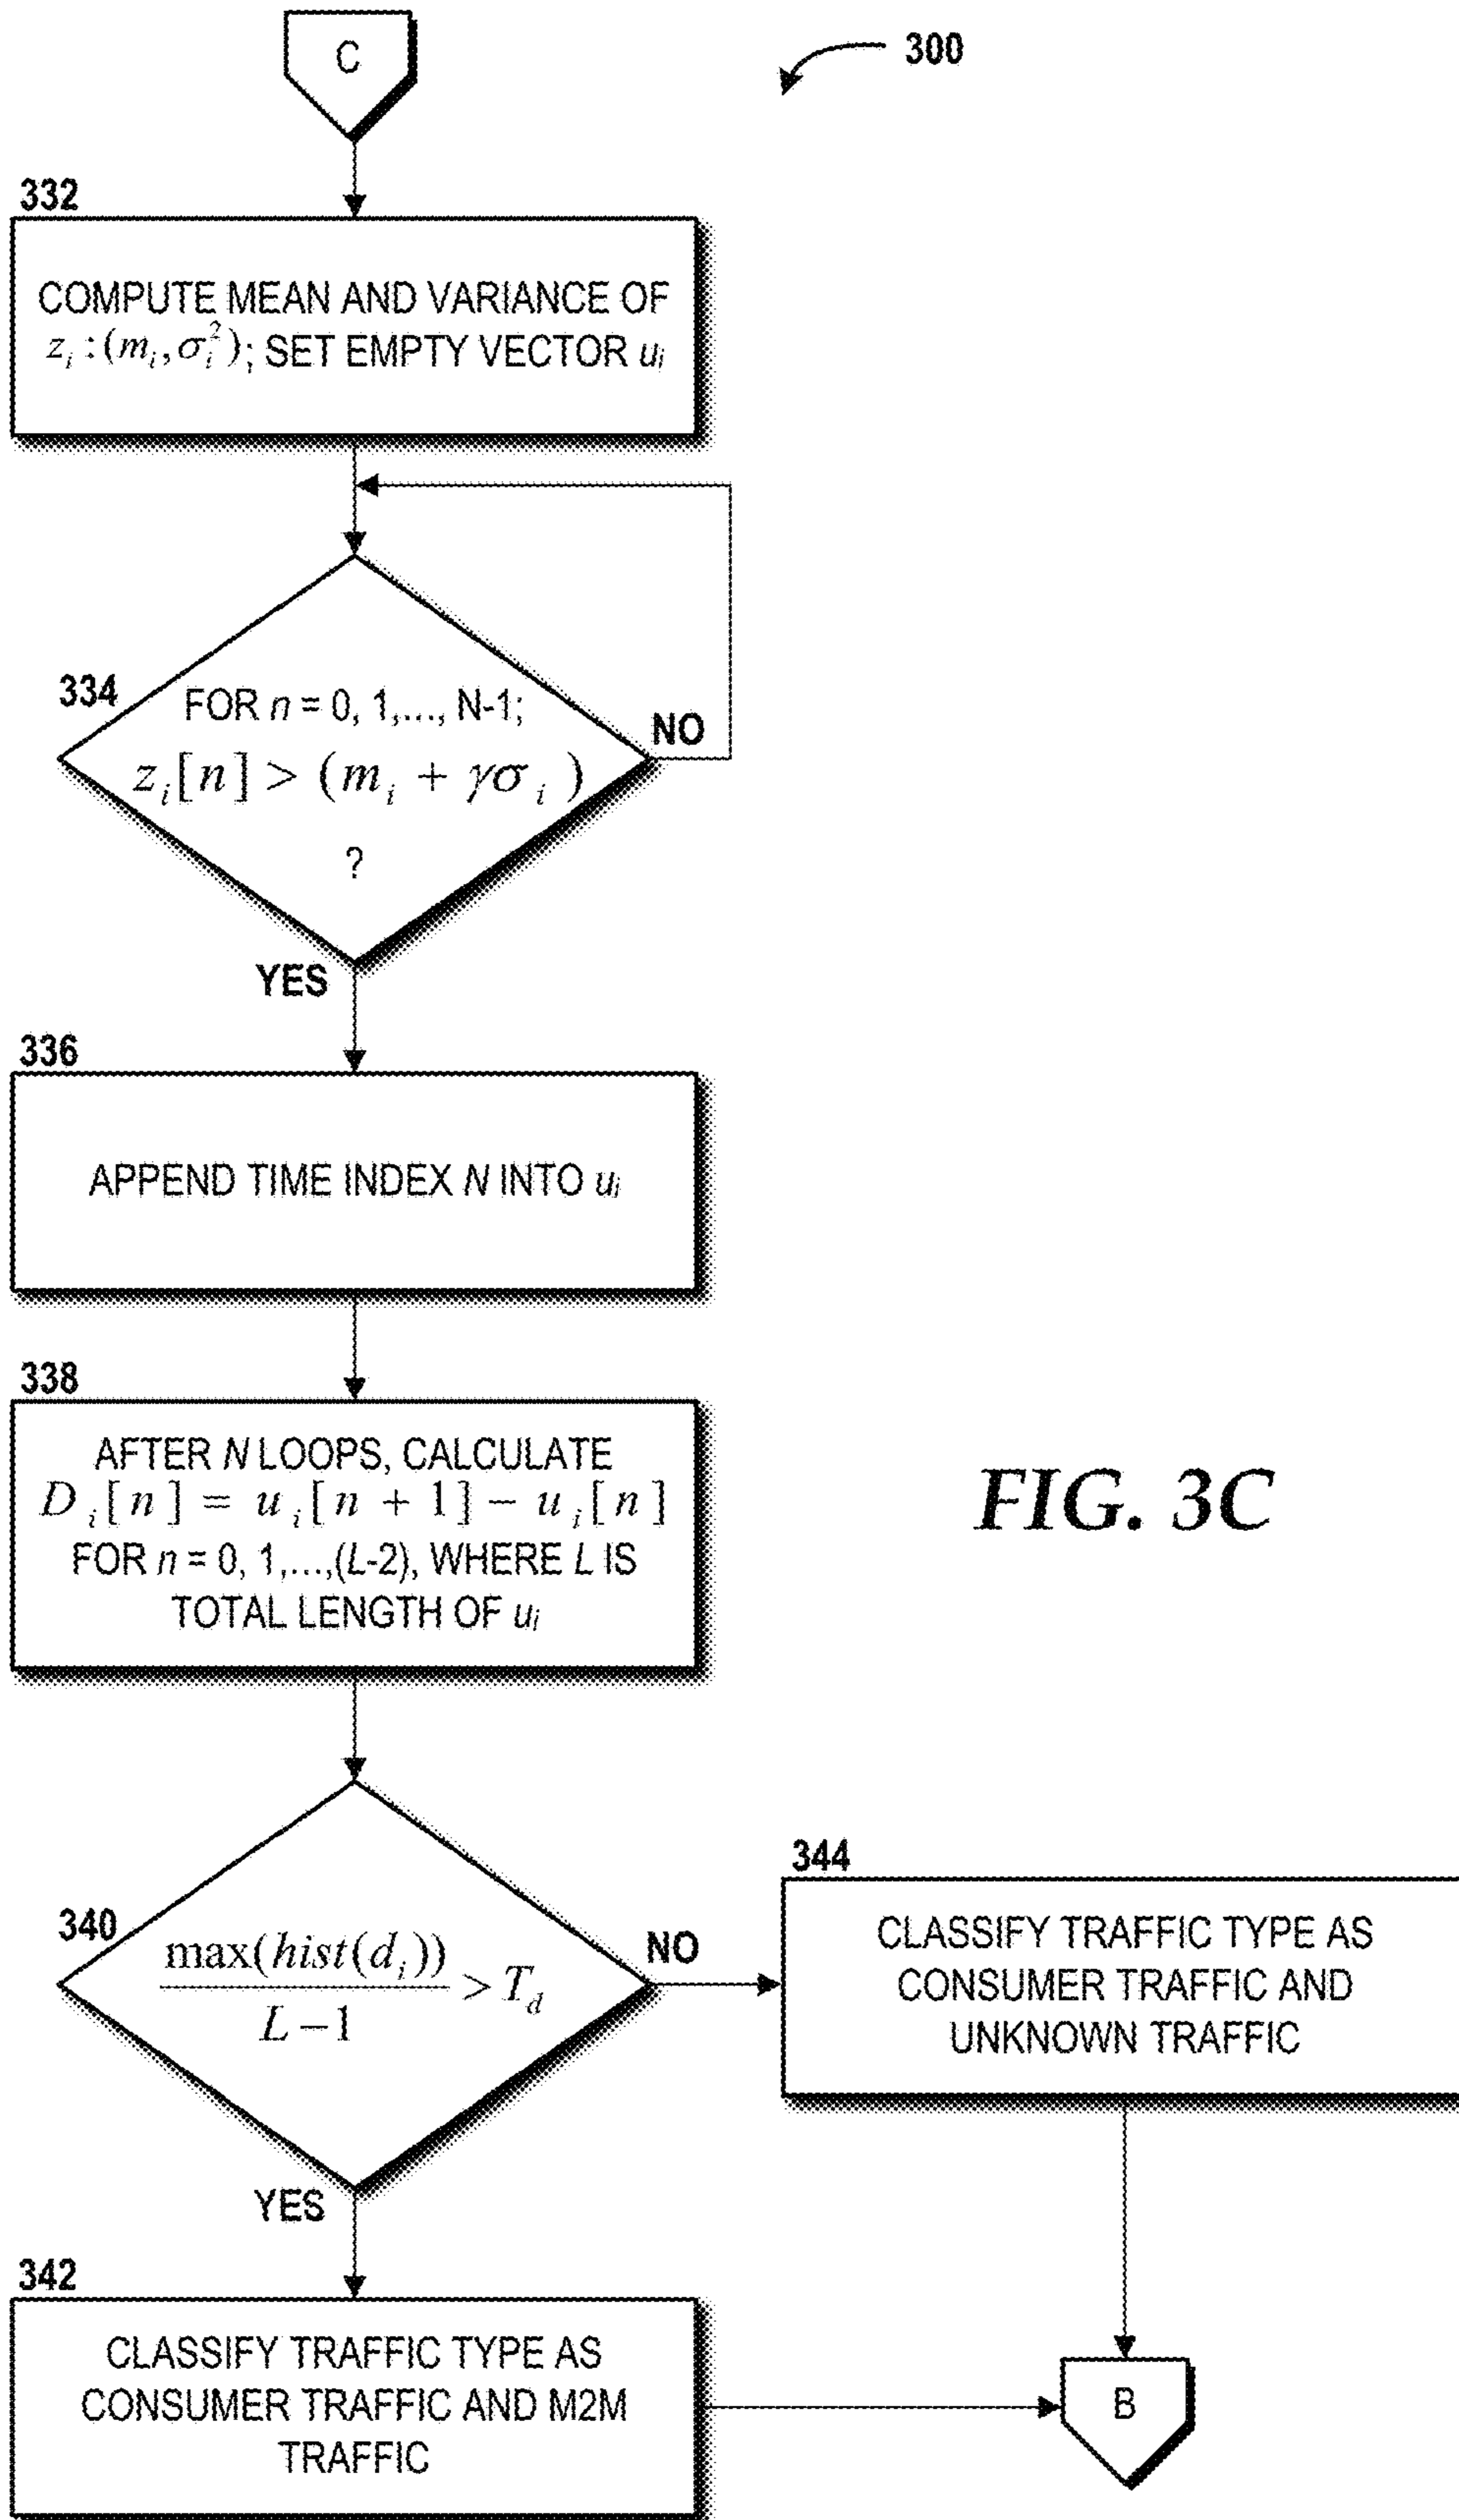 C
300
332
COMPUTE MEAN AND VARIANCE OF
z_i : (m_i, σ_i^2); SET EMPTY VECTOR u_i
334
FOR n = 0, 1,..., N-1;
z_i[n] > (m_i + γσ_i)
?
NO
YES
336
APPEND TIME INDEX N INTO u_i
338
AFTER N LOOPS, CALCULATE
D_i[n] = u_i[n + 1] − u_i[n]
FOR n = 0, 1,...,(L-2), WHERE L IS
TOTAL LENGTH OF u_i
FIG. 3C
340
max(hist(d_i))
L −1
> T_d
NO
YES
344
CLASSIFY TRAFFIC TYPE AS
CONSUMER TRAFFIC AND
UNKNOWN TRAFFIC
342
CLASSIFY TRAFFIC TYPE AS
CONSUMER TRAFFIC AND M2M
TRAFFIC
B